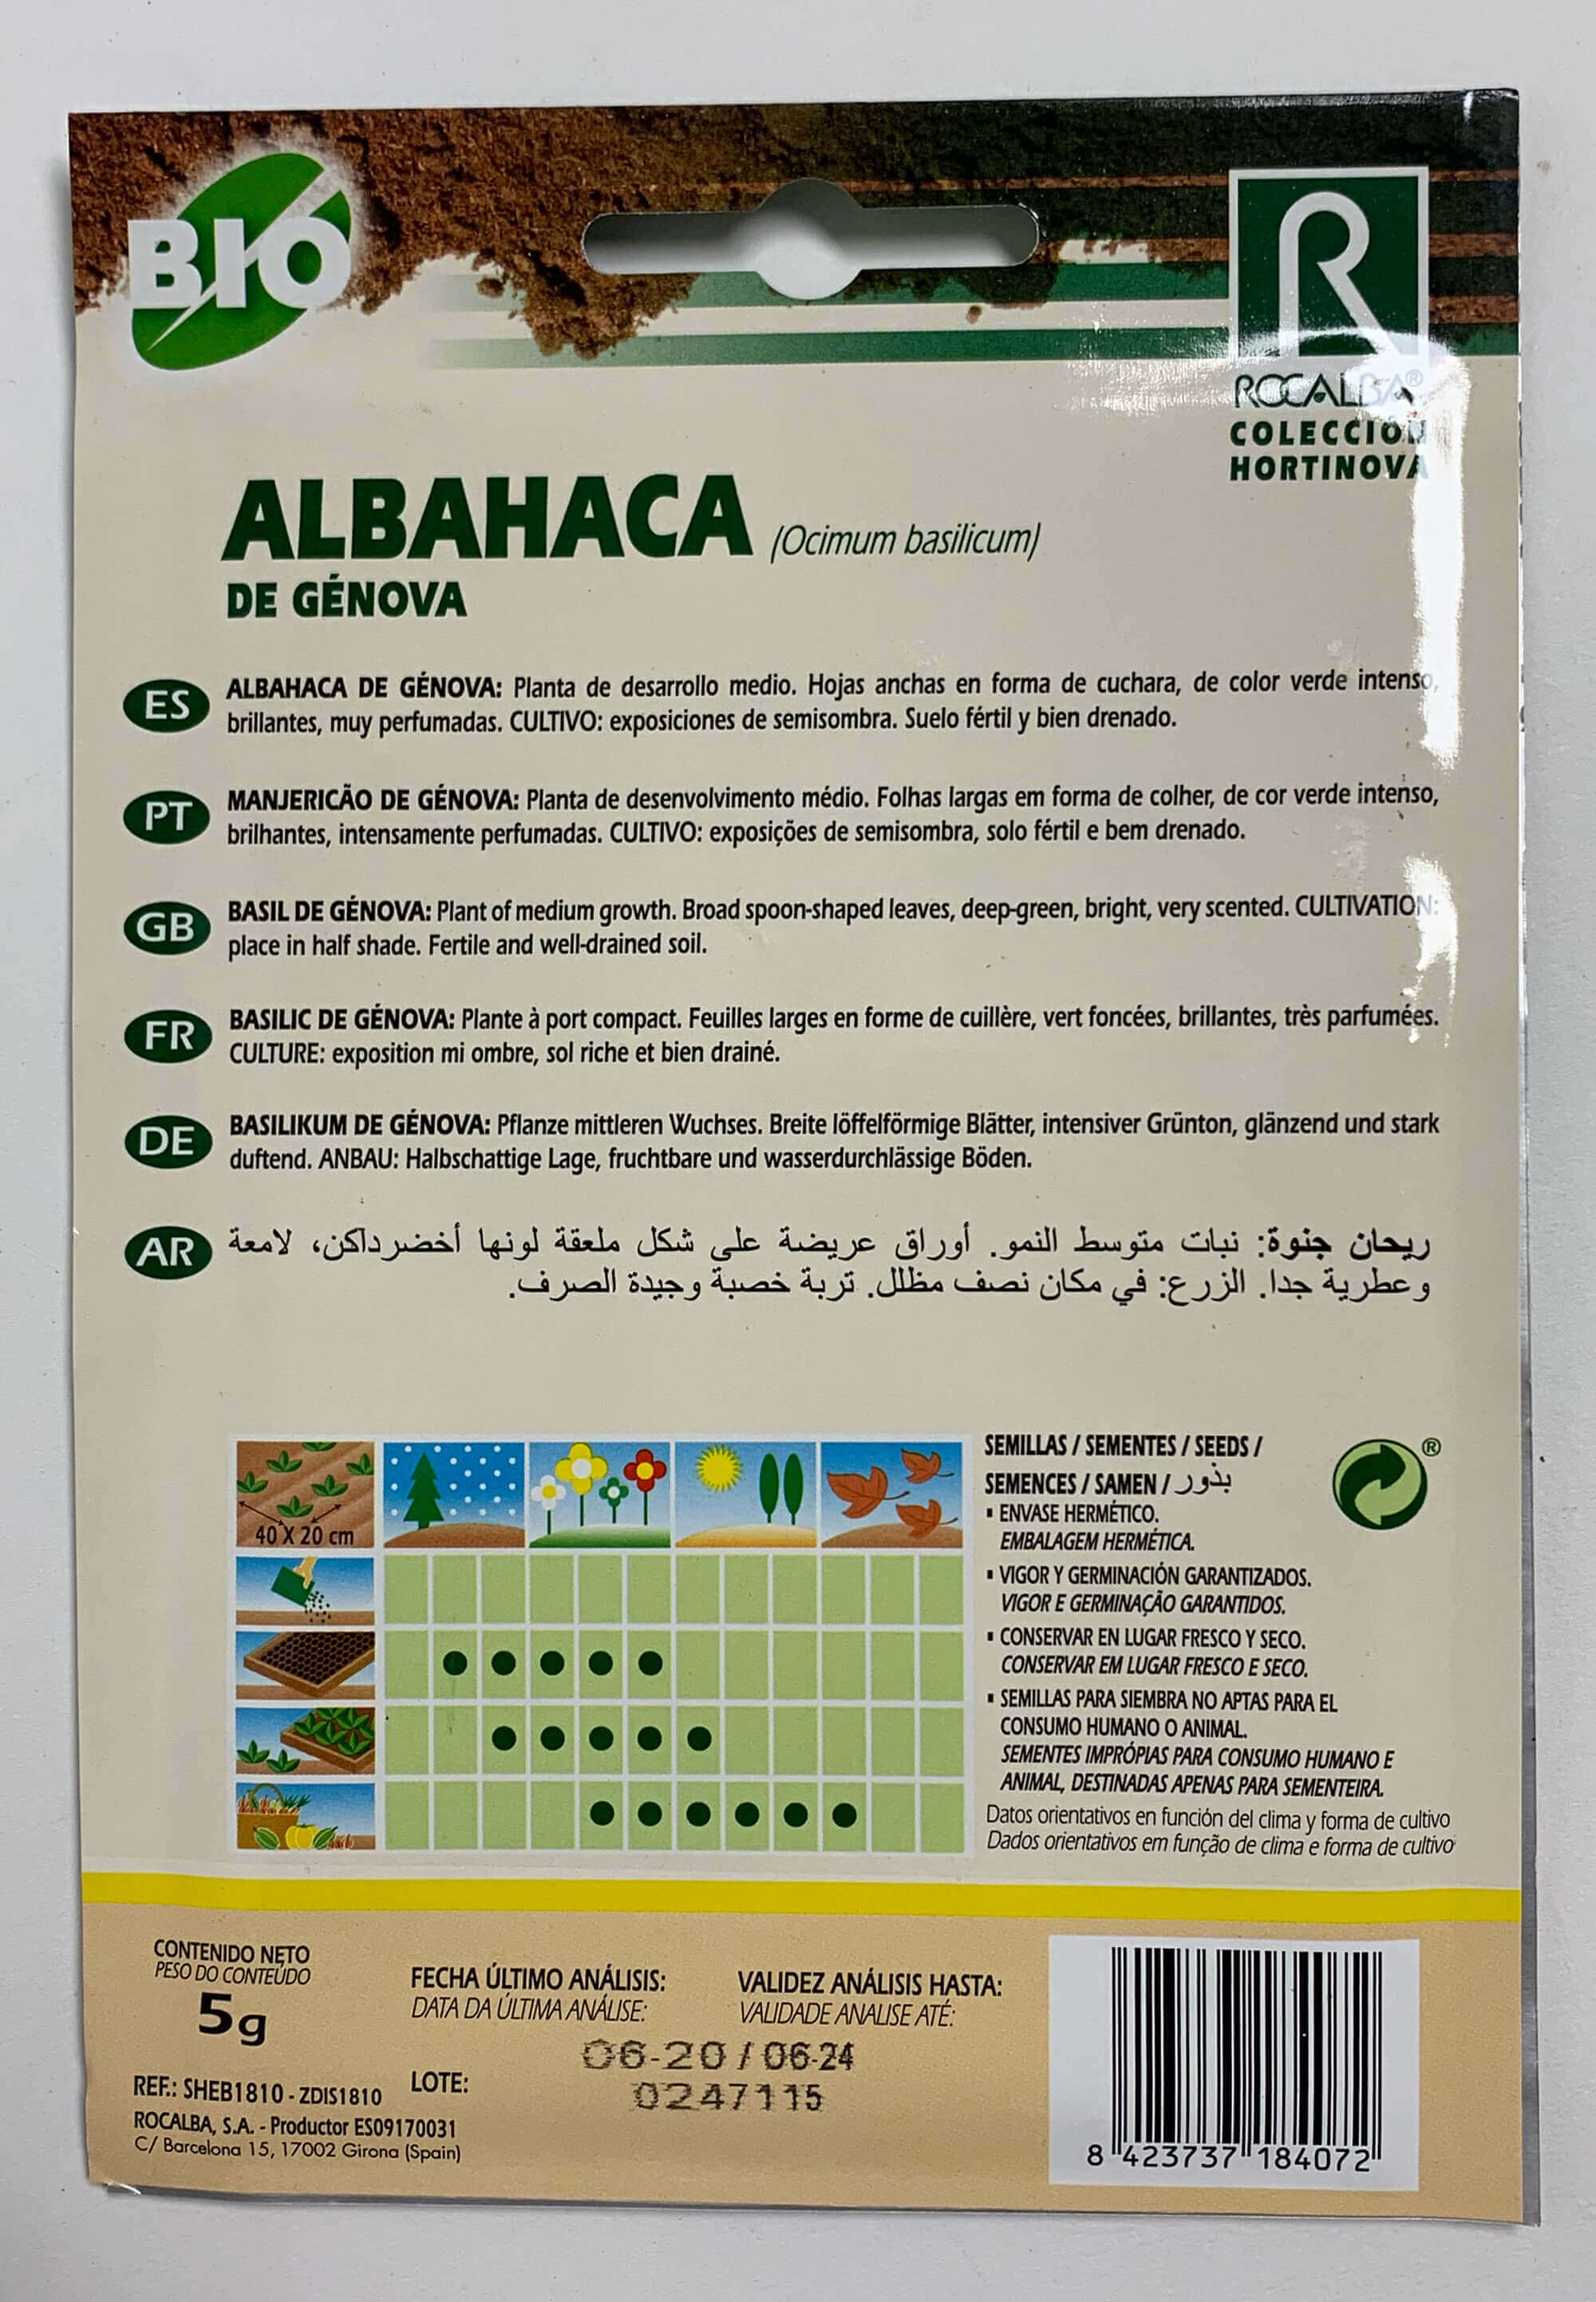 BIO
R
ROCALBA®
COLECCIÓN
HORTINOVA
ALBAHACA (Ocimum basilicum)
DE GÉNOVA
ES
ALBAHACA DE GÉNOVA: Planta de desarrollo medio. Hojas anchas en forma de cuchara, de color verde intenso,
brillantes, muy perfumadas. CULTIVO: exposiciones de semisombra. Suelo fértil y bien drenado.
PT
MANJERICÃO DE GÉNOVA: Planta de desenvolvimento médio. Folhas largas em forma de colher, de cor verde intenso,
brilhantes, intensamente perfumadas. CULTIVO: exposições de semisombra, solo fértil e bem drenado.
GB
BASIL DE GÉNOVA: Plant of medium growth. Broad spoon-shaped leaves, deep-green, bright, very scented. CULTIVATION:
place in half shade. Fertile and well-drained soil.
FR
BASILIC DE GÉNOVA: Plante à port compact. Feuilles larges en forme de cuillère, vert foncées, brillantes, très parfumées.
CULTURE: exposition mi ombre, sol riche et bien drainé.
DE
BASILIKUM DE GÉNOVA: Pflanze mittleren Wuchses. Breite löffelförmige Blätter, intensiver Grünton, glänzend und stark
duftend. ANBAU: Halbschattige Lage, fruchtbare und wasserdurchlässige Böden.
AR
ريحان جنوة: نبات متوسط النمو. أوراق عريضة على شكل ملعقة لونها أخضرداكن، لامعة
وعطرية جدا. الزرع: في مكان نصف مظلل. تربة خصبة وجيدة الصرف.
40 X 20 cm
SEMILLAS / SEMENTES / SEEDS /
SEMENCES / SAMEN / بذور
®
▪ ENVASE HERMÉTICO.
EMBALAGEM HERMÉTICA.
▪ VIGOR Y GERMINACIÓN GARANTIZADOS.
VIGOR E GERMINAÇÃO GARANTIDOS.
▪ CONSERVAR EN LUGAR FRESCO Y SECO.
CONSERVAR EM LUGAR FRESCO E SECO.
▪ SEMILLAS PARA SIEMBRA NO APTAS PARA EL
CONSUMO HUMANO O ANIMAL.
SEMENTES IMPRÓPIAS PARA CONSUMO HUMANO E
ANIMAL, DESTINADAS APENAS PARA SEMENTEIRA.
Datos orientativos en función del clima y forma de cultivo
Dados orientativos em função de clima e forma de cultivo
CONTENIDO NETO
PESO DO CONTEÚDO
5g
FECHA ÚLTIMO ANÁLISIS:
DATA DA ÚLTIMA ANÁLISE:
VALIDEZ ANÁLISIS HASTA:
VALIDADE ANALISE ATÉ:
06-20 / 06-24
LOTE:
0247115
REF.: SHEB1810 - ZDIS1810
ROCALBA, S.A. - Productor ES09170031
C/ Barcelona 15, 17002 Girona (Spain)
8 423737 184072